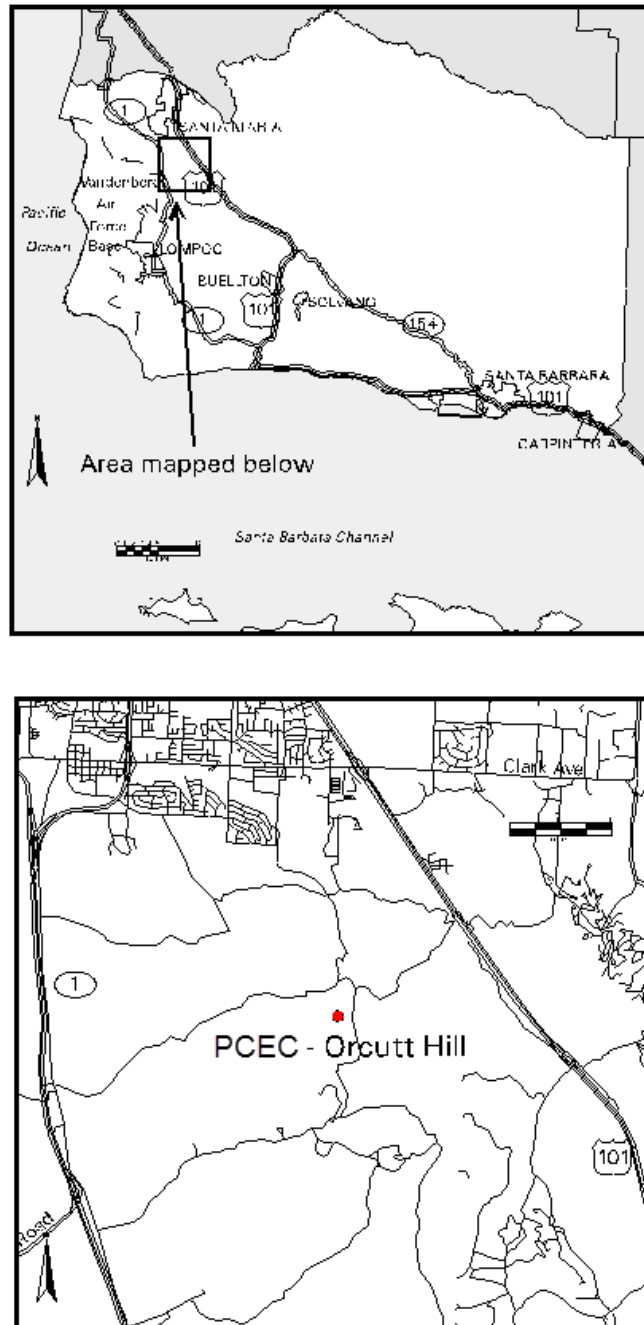 1
SANTA MARIA
Vandenberg
101
Air
Pacific
Force
Ocean
Base
LOMPOC
BUELLTON
SOLVANG
101
1
154
SANTA BARBARA
101
CARPINTERIA
Area mapped below
Santa Barbara Channel
Clark Ave
1
PCEC - Orcutt Hill
101
Road